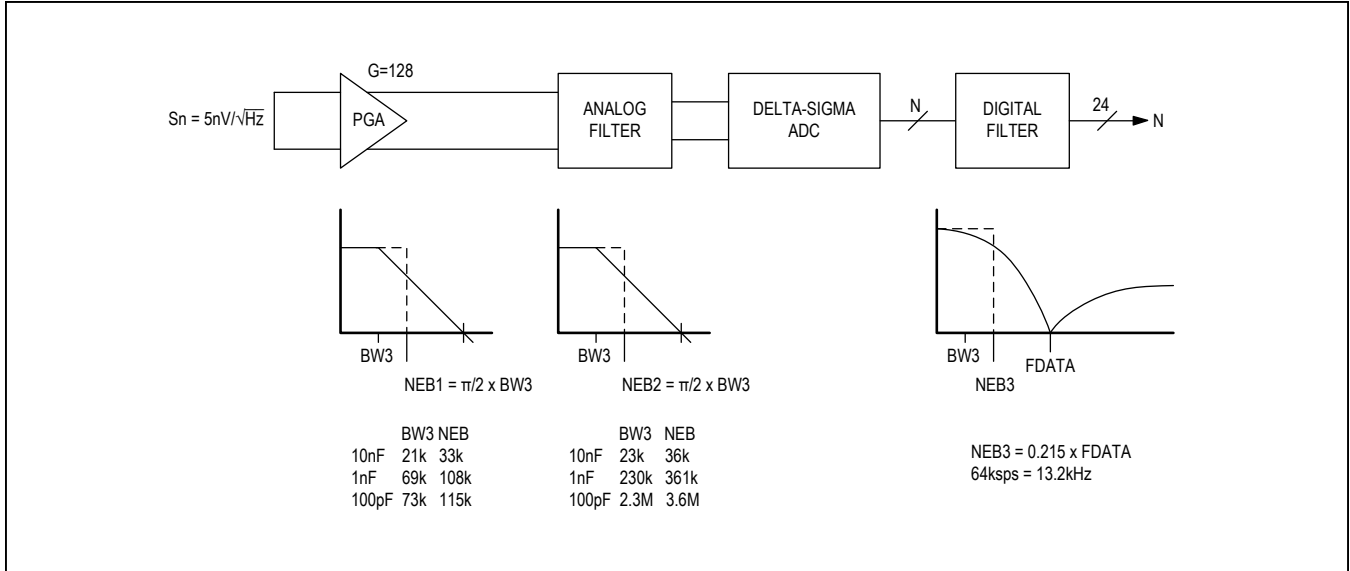 G=128
Sn = 5nV/√Hz
PGA
ANALOG
FILTER
DELTA-SIGMA
ADC
N
DIGITAL
FILTER
24
N
BW3
NEB1 = π/2 x BW3
BW3 NEB
10nF 21k 33k
1nF 69k 108k
100pF 73k 115k
BW3
NEB2 = π/2 x BW3
BW3 NEB
10nF 23k 36k
1nF 230k 361k
100pF 2.3M 3.6M
BW3
FDATA
NEB3
NEB3 = 0.215 x FDATA
64ksps = 13.2kHz